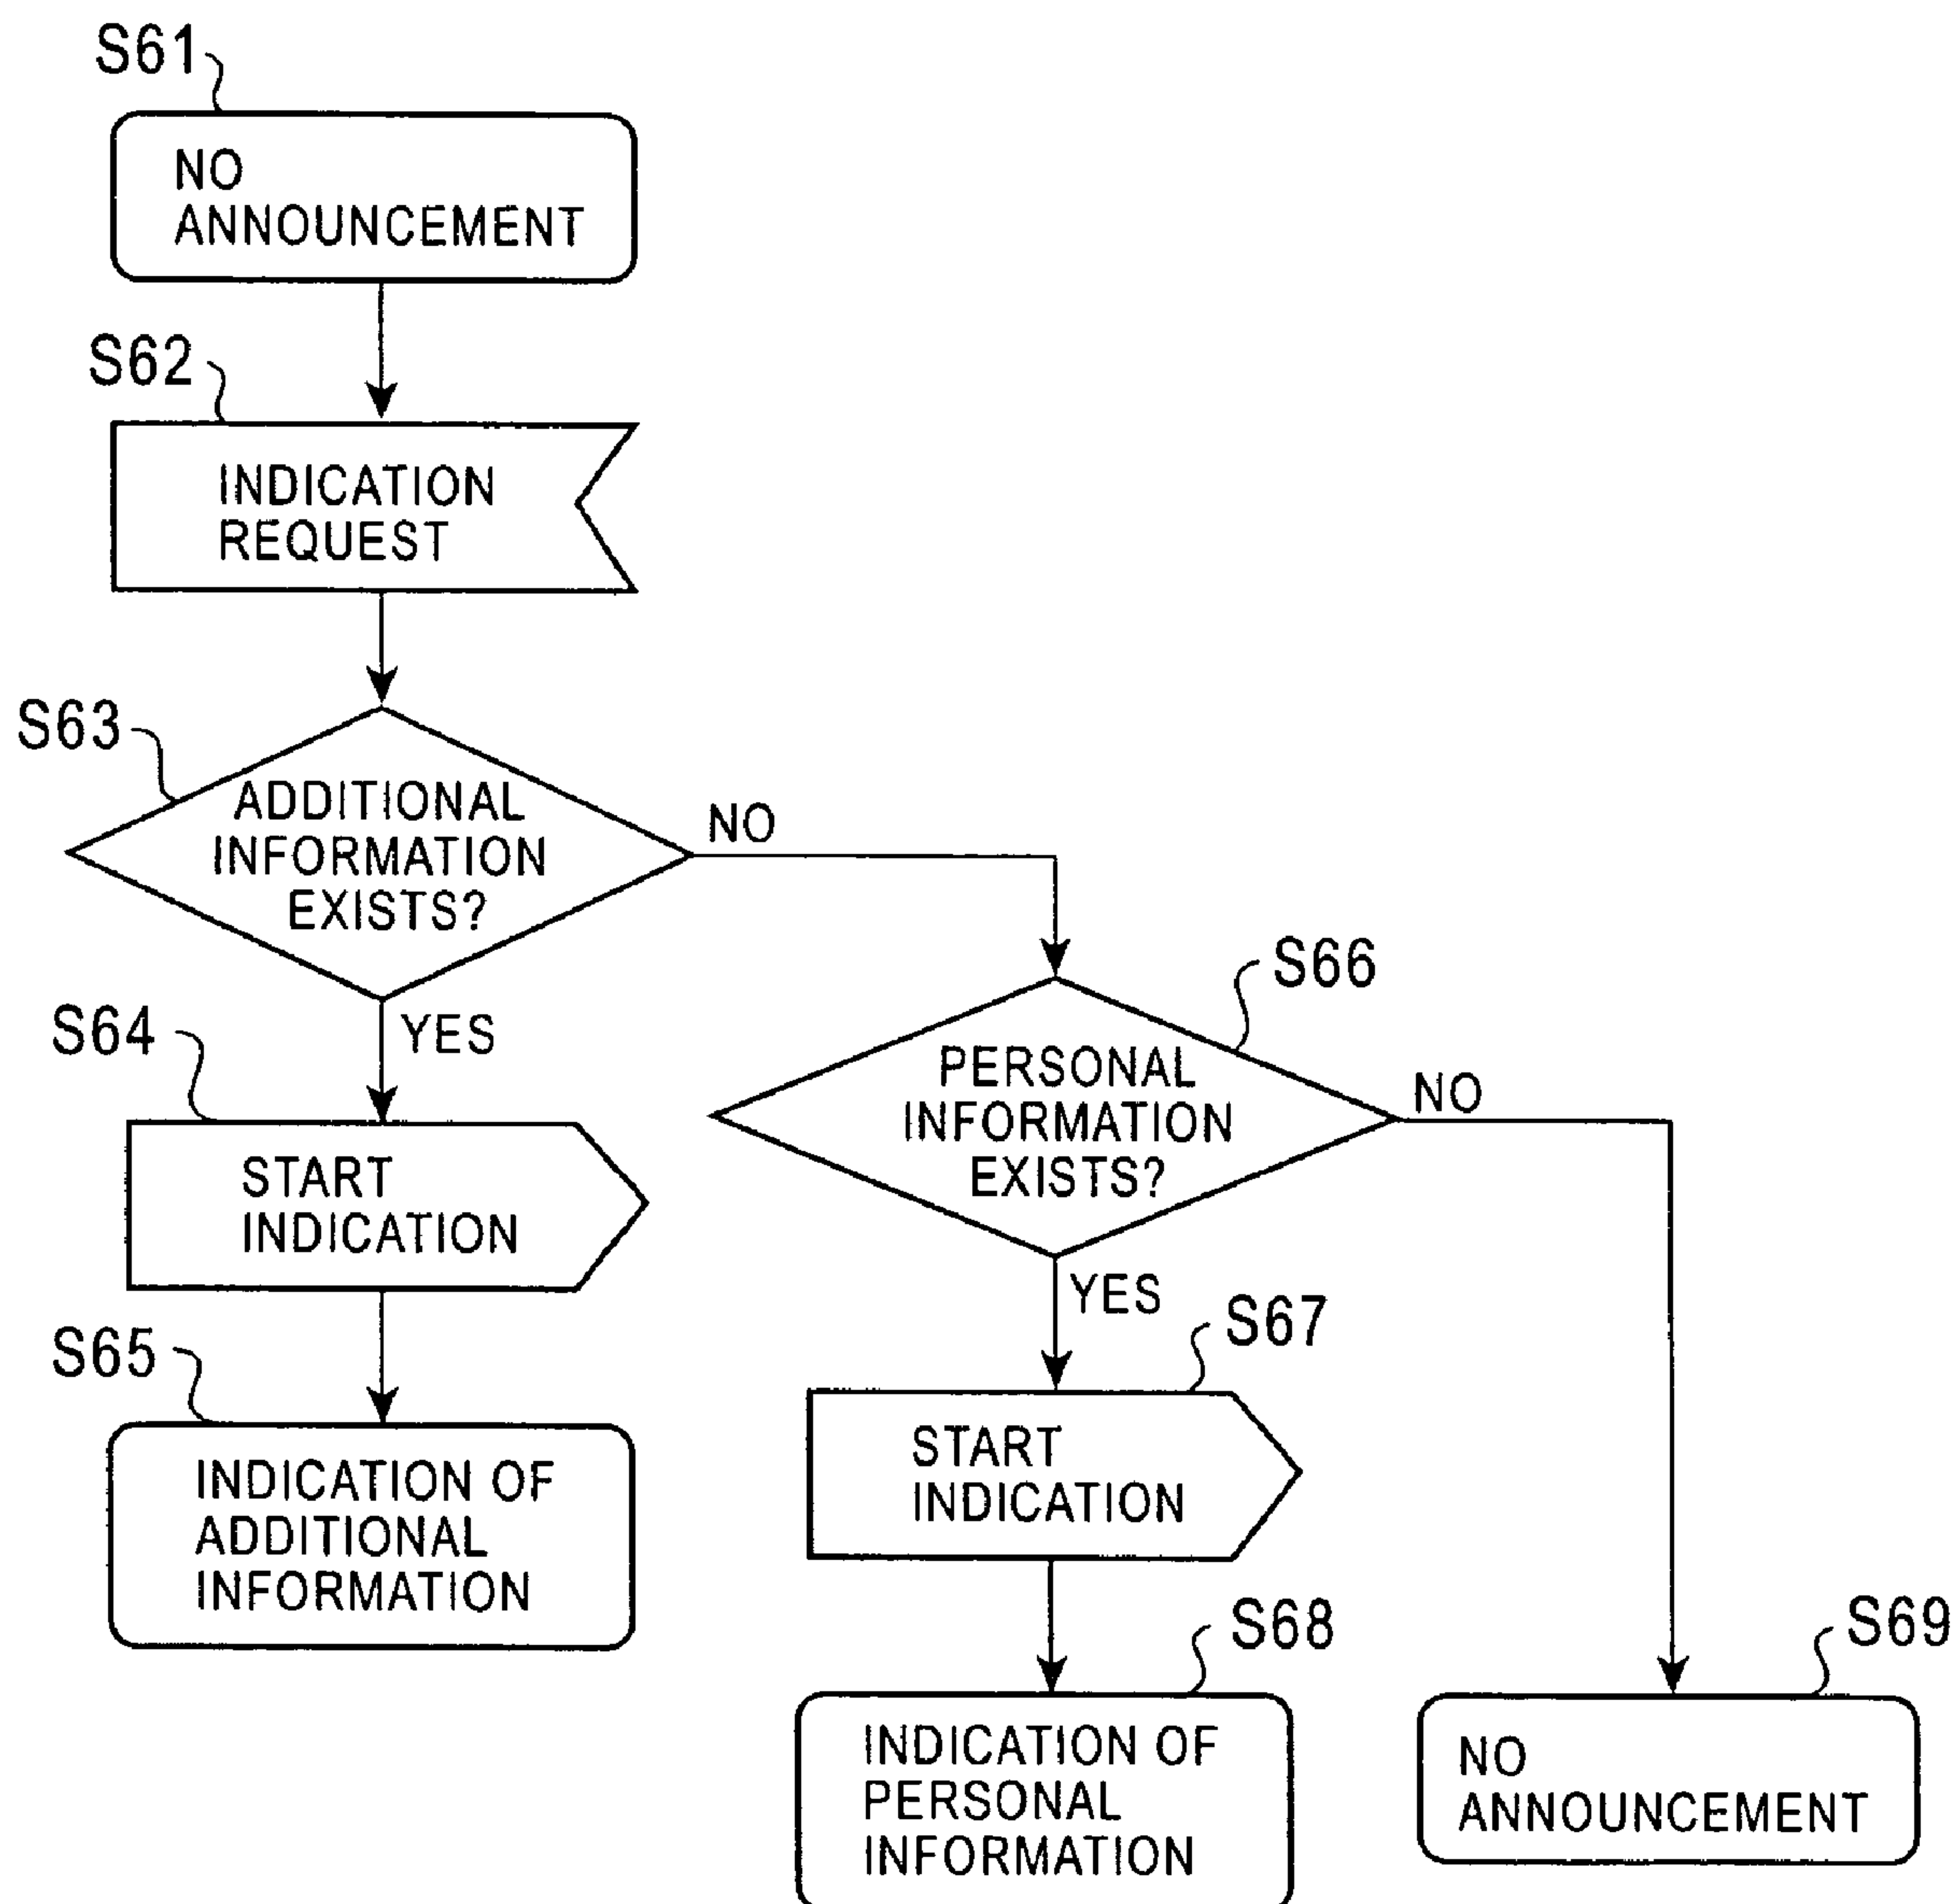 S61
NO
ANNOUNCEMENT
S62
INDICATION
REQUEST
S63
ADDITIONAL
INFORMATION
EXISTS?
NO
YES
S64
START
INDICATION
S65
INDICATION OF
ADDITIONAL
INFORMATION
S66
PERSONAL
INFORMATION
EXISTS?
NO
YES
S67
START
INDICATION
S68
INDICATION OF
PERSONAL
INFORMATION
S69
NO
ANNOUNCEMENT